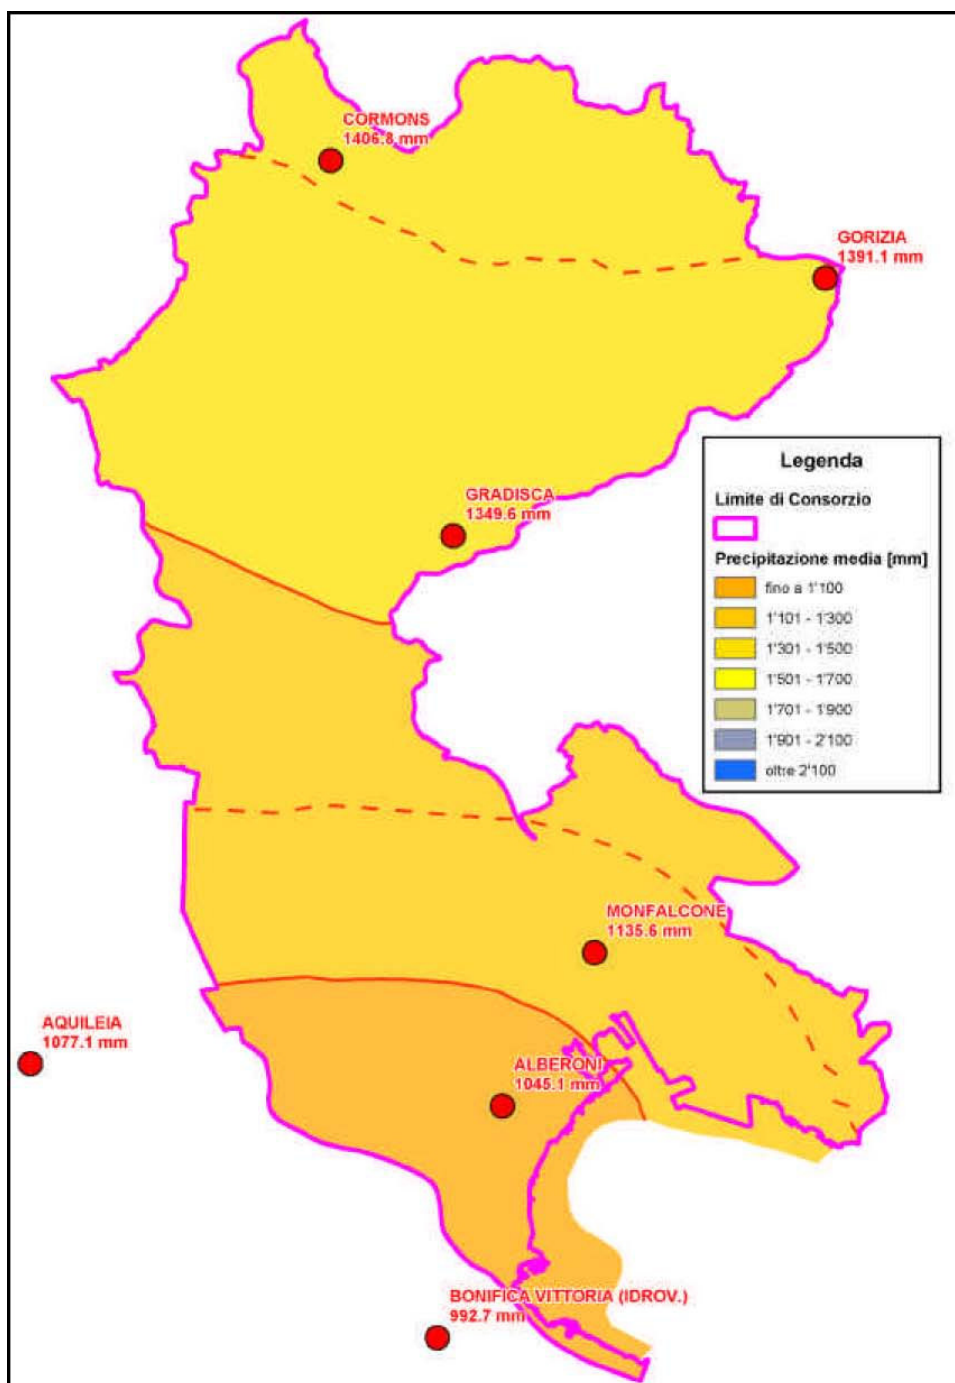 CORMONS
1406.8 mm
GORIZIA
1391.1 mm
GRADISCA
1349.6 mm
Legenda
Limite di Consorzio
Precipitazione media [mm]
fino a 1'100
1'101 - 1'300
1'301 - 1'500
1'501 - 1'700
1'701 - 1'900
1'901 - 2'100
oltre 2'100
MONFALCONE
1135.6 mm
AQUILEIA
1077.1 mm
ALBERONI
1045.1 mm
BONIFICA VITTORIA (IDROV.)
992.7 mm